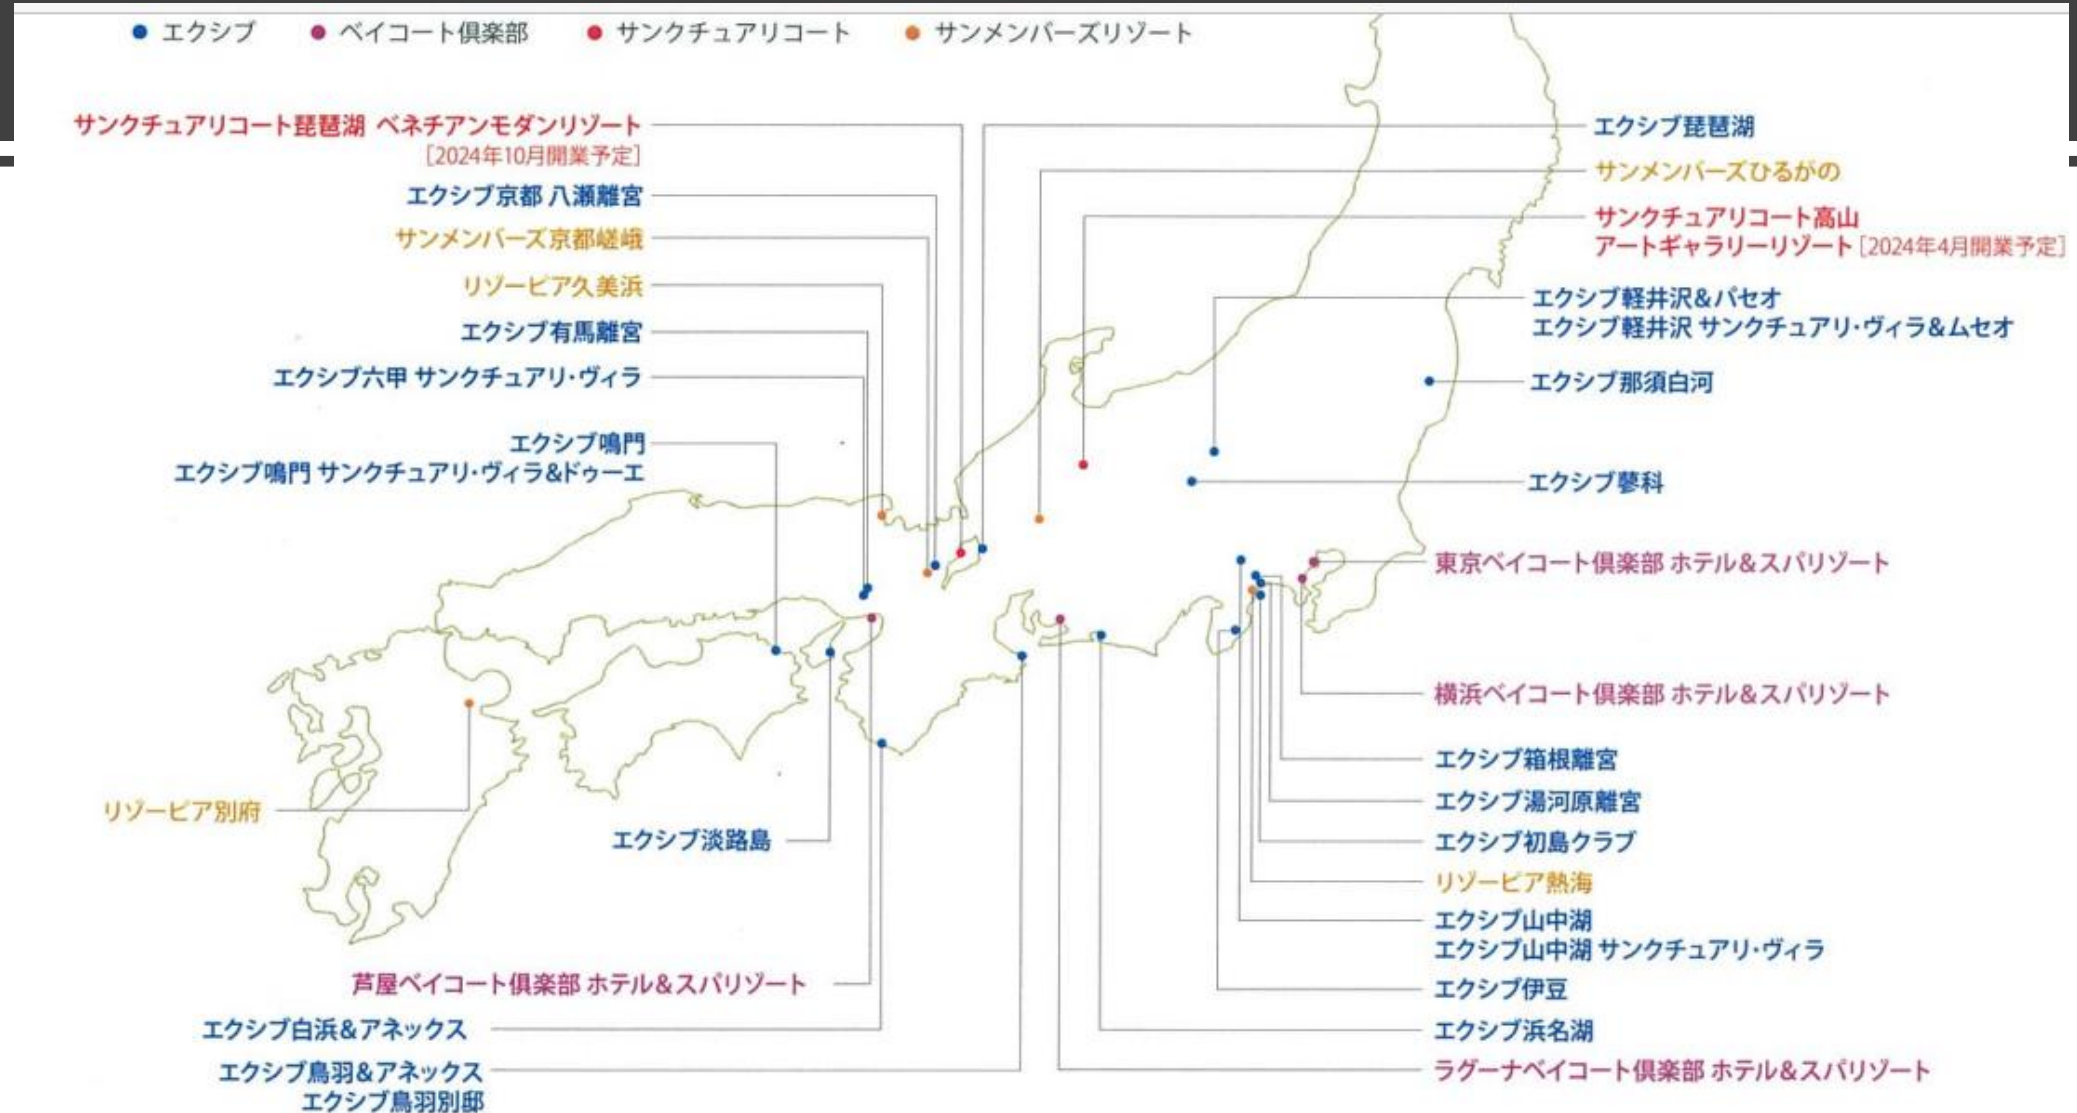 エクシブ
ベイコート倶楽部
サンクチュアリコート
サンメンバーズリゾート
サンクチュアリコート琵琶湖 ベネチアンモダンリゾート
[2024年10月開業予定]
エクシブ京都 八瀬離宮
サンメンバーズ京都嵯峨
リゾーピア久美浜
エクシブ有馬離宮
エクシブ六甲 サンクチュアリ・ヴィラ
エクシブ鳴門
エクシブ鳴門 サンクチュアリ・ヴィラ&ドゥーエ
リゾーピア別府
エクシブ淡路島
芦屋ベイコート倶楽部 ホテル&スパリゾート
エクシブ白浜&アネックス
エクシブ鳥羽&アネックス
エクシブ鳥羽別邸
エクシブ琵琶湖
サンメンバーズひるがの
サンクチュアリコート高山
アートギャラリーリゾート[2024年4月開業予定]
エクシブ軽井沢&パセオ
エクシブ軽井沢 サンクチュアリ・ヴィラ&ムセオ
エクシブ那須白河
エクシブ蓼科
東京ベイコート倶楽部 ホテル&スパリゾート
横浜ベイコート倶楽部 ホテル&スパリゾート
エクシブ箱根離宮
エクシブ湯河原離宮
エクシブ初島クラブ
リゾーピア熱海
エクシブ山中湖
エクシブ山中湖 サンクチュアリ・ヴィラ
エクシブ伊豆
エクシブ浜名湖
ラグーナベイコート倶楽部 ホテル&スパリゾート